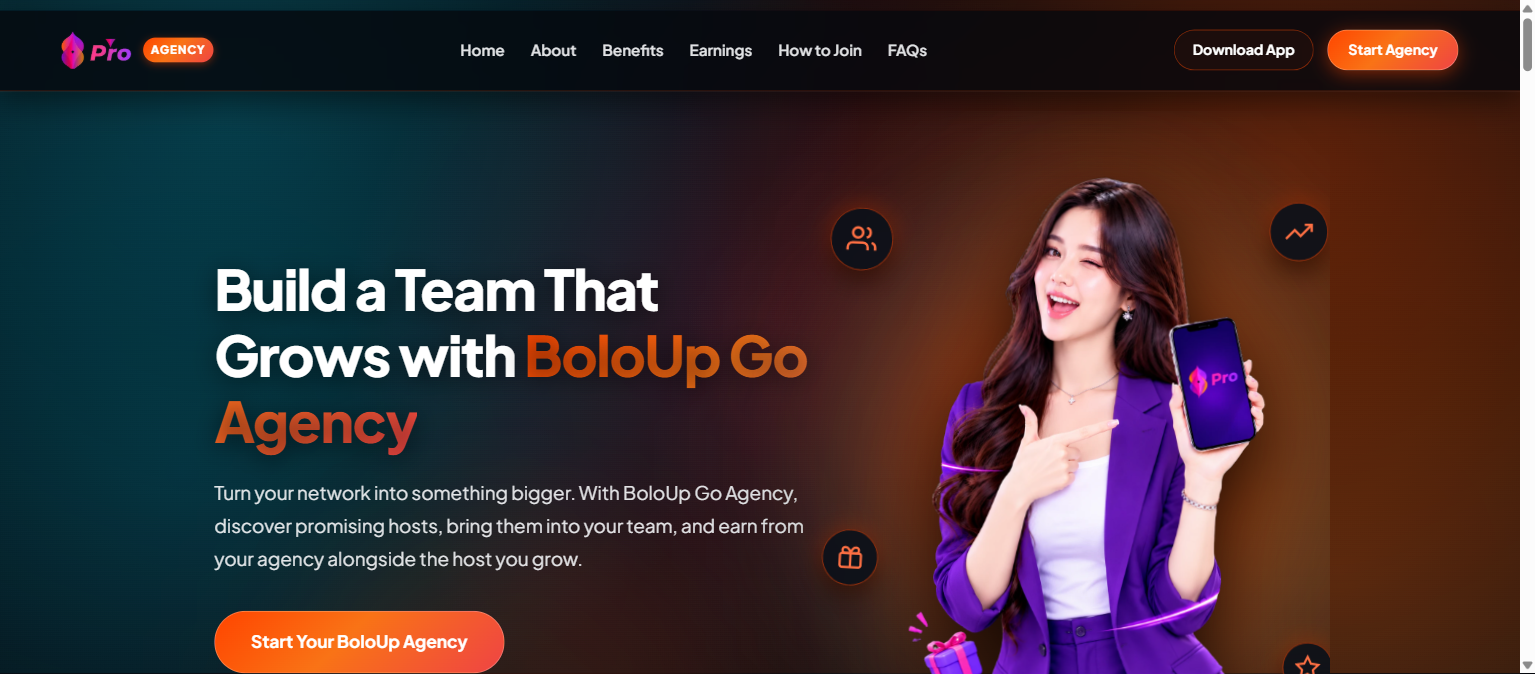 Pro
AGENCY
Home
About
Benefits
Earnings
How to Join
FAQs
Download App
Start Agency
Build a Team That
Grows with BoloUp Go
Agency
Turn your network into something bigger. With BoloUp Go Agency,
discover promising hosts, bring them into your team, and earn from
your agency alongside the host you grow.
Start Your BoloUp Agency
Pro